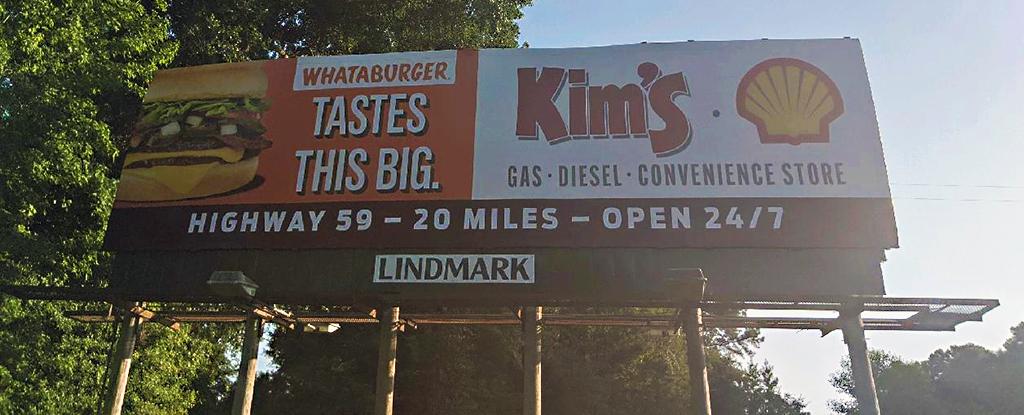 WHATABURGER
TASTES
THIS BIG.
Kim's
GAS · DIESEL · CONVENIENCE STORE
HIGHWAY 59 – 20 MILES – OPEN 24/7
LINDMARK